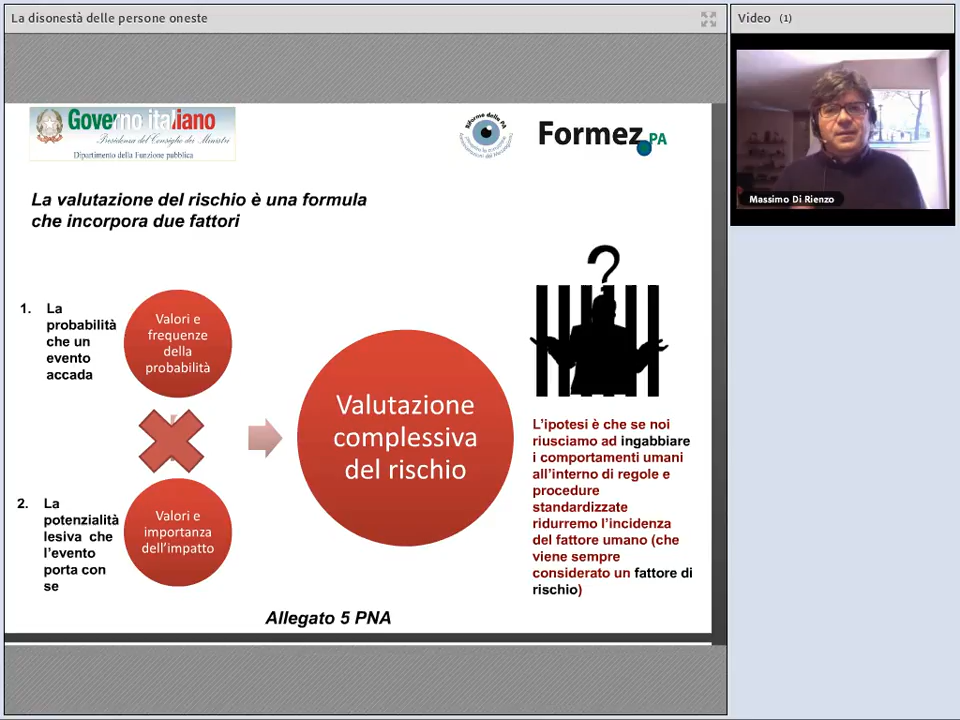 La disonestà delle persone oneste
Video (1)
Governo italiano
Presidenza del Consiglio dei Ministri
Dipartimento della Funzione pubblica
Riforme della PA
Formez PA
Massimo Di Rienzo
La valutazione del rischio è una formula
che incorpora due fattori
1. La
probabilità
che un
evento
accada
Valori e
frequenze
della
probabilità
?
Valutazione
complessiva
del rischio
2. La
potenzialità
lesiva che
l'evento
porta con
se
Valori e
importanza
dell'impatto
L'ipotesi è che se noi
riusciamo ad ingabbiare
i comportamenti umani
all'interno di regole e
procedure
standardizzate
ridurremo l'incidenza
del fattore umano (che
viene sempre
considerato un fattore di
rischio)
Allegato 5 PNA